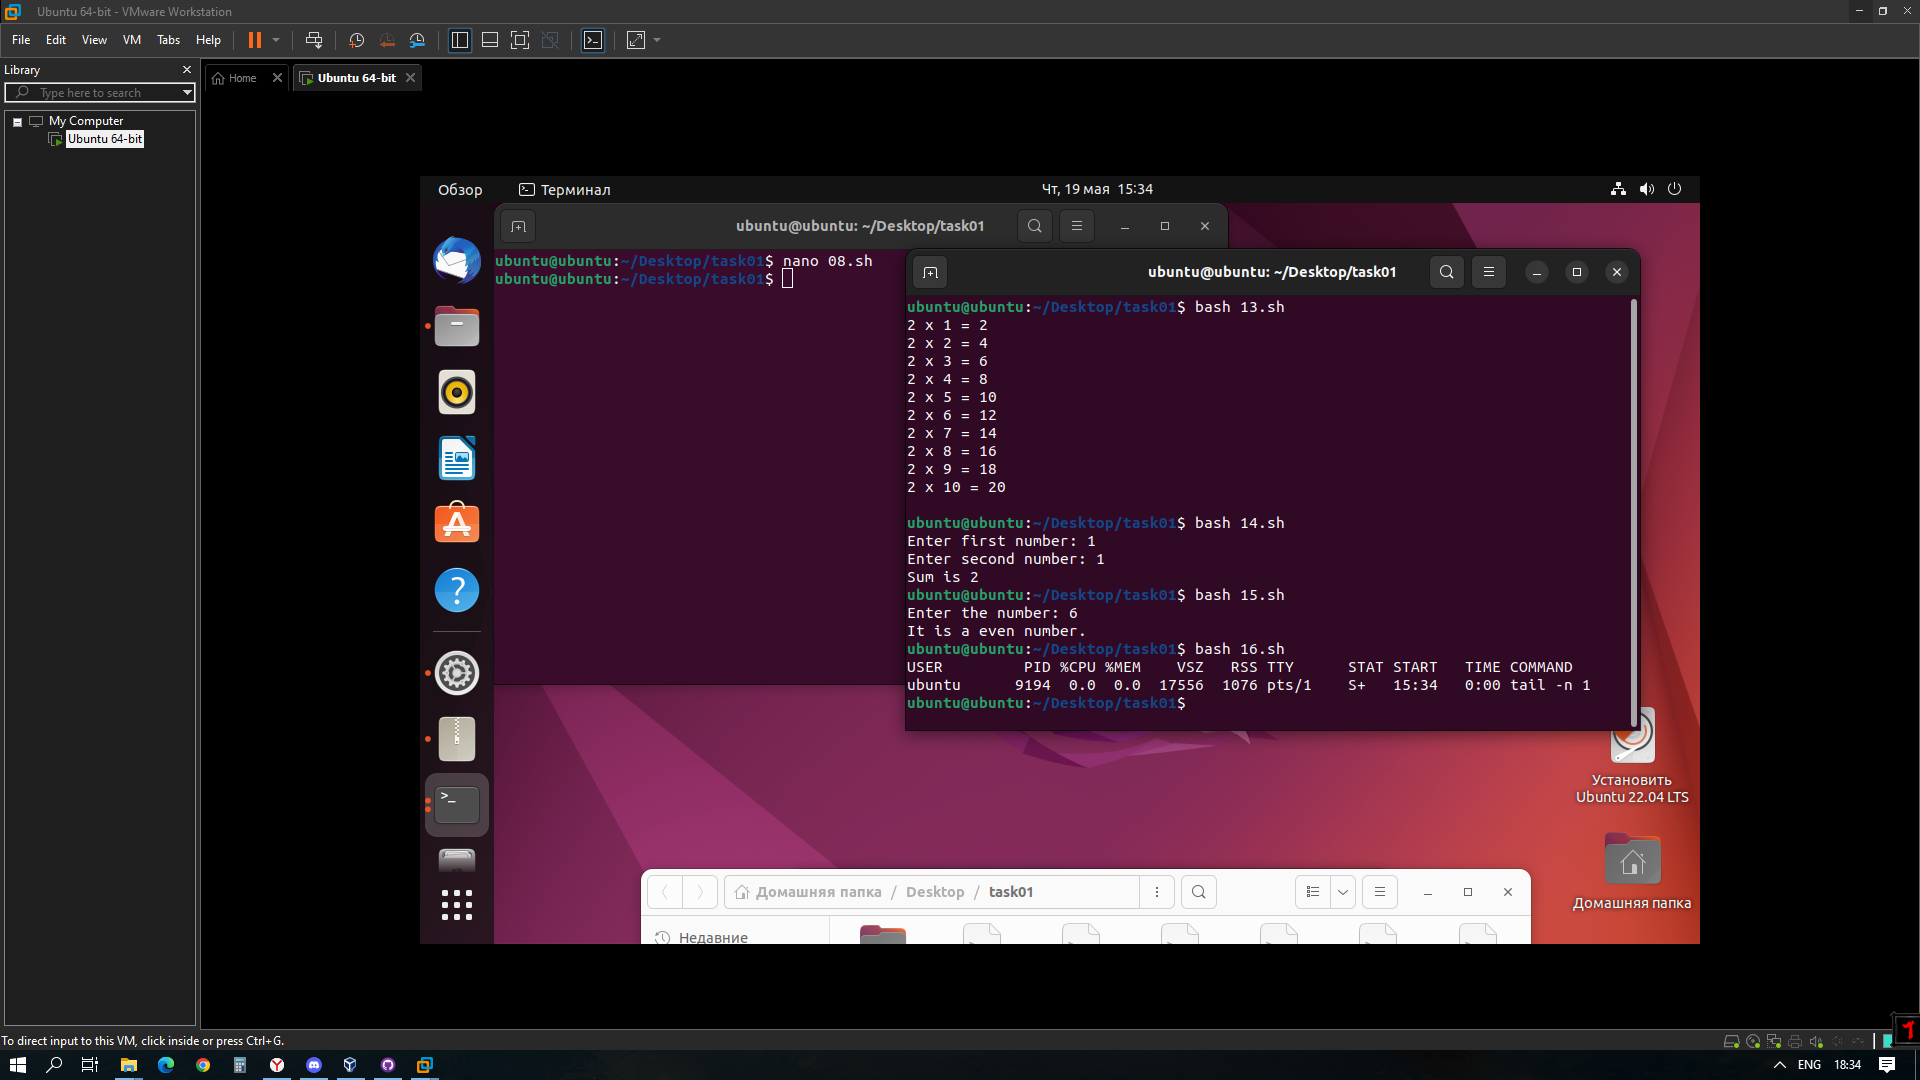 Ubuntu 64-bit - VMware Workstation
File Edit View VM Tabs Help
Library
Type here to search
My Computer
Ubuntu 64-bit
Home
Ubuntu 64-bit
Обзор
Терминал
Чт, 19 мая 15:34
ubuntu@ubuntu: ~/Desktop/task01
ubuntu@ubuntu:~/Desktop/task01$ nano 08.sh
ubuntu@ubuntu:~/Desktop/task01$
ubuntu@ubuntu: ~/Desktop/task01
ubuntu@ubuntu:~/Desktop/task01$ bash 13.sh
2 x 1 = 2
2 x 2 = 4
2 x 3 = 6
2 x 4 = 8
2 x 5 = 10
2 x 6 = 12
2 x 7 = 14
2 x 8 = 16
2 x 9 = 18
2 x 10 = 20
ubuntu@ubuntu:~/Desktop/task01$ bash 14.sh
Enter first number: 1
Enter second number: 1
Sum is 2
ubuntu@ubuntu:~/Desktop/task01$ bash 15.sh
Enter the number: 6
It is a even number.
ubuntu@ubuntu:~/Desktop/task01$ bash 16.sh
USER PID %CPU %MEM VSZ RSS TTY STAT START TIME COMMAND
ubuntu 9194 0.0 0.0 17556 1076 pts/1 S+ 15:34 0:00 tail -n 1
ubuntu@ubuntu:~/Desktop/task01$
Установить
Ubuntu 22.04 LTS
Домашняя папка
Домашняя папка / Desktop / task01
Недавние
To direct input to this VM, click inside or press Ctrl+G.
ENG 18:34